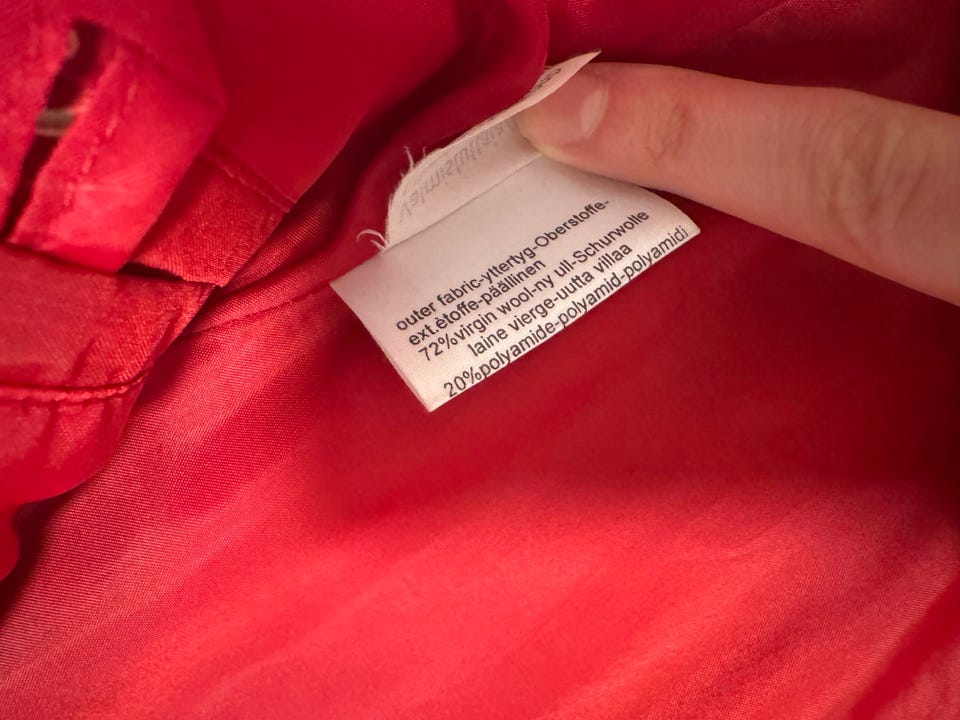 outer fabric-yttertyg-Oberstoffe-
ext.ètoffe-päällinen
72%virgin wool-ny ull-Schurwolle
laine vierge-uutta villaa
20%polyamide-polyamid-polyamidi